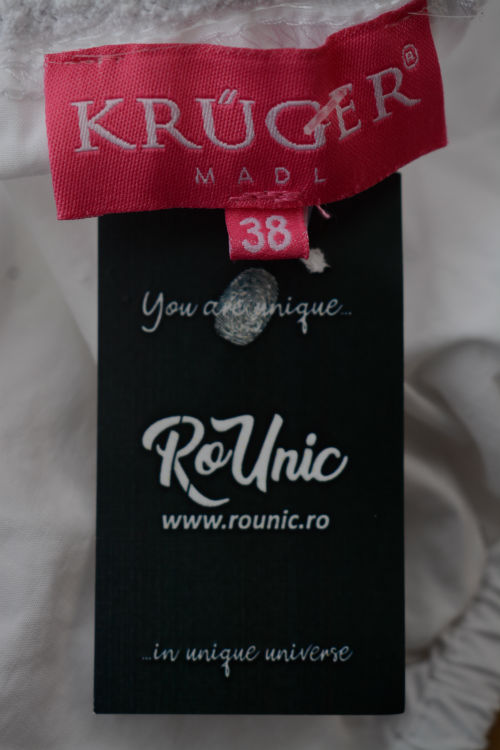 KRÜGER®
MADL
38
You are unique...
RoUnic
www.rounic.ro
...in unique universe